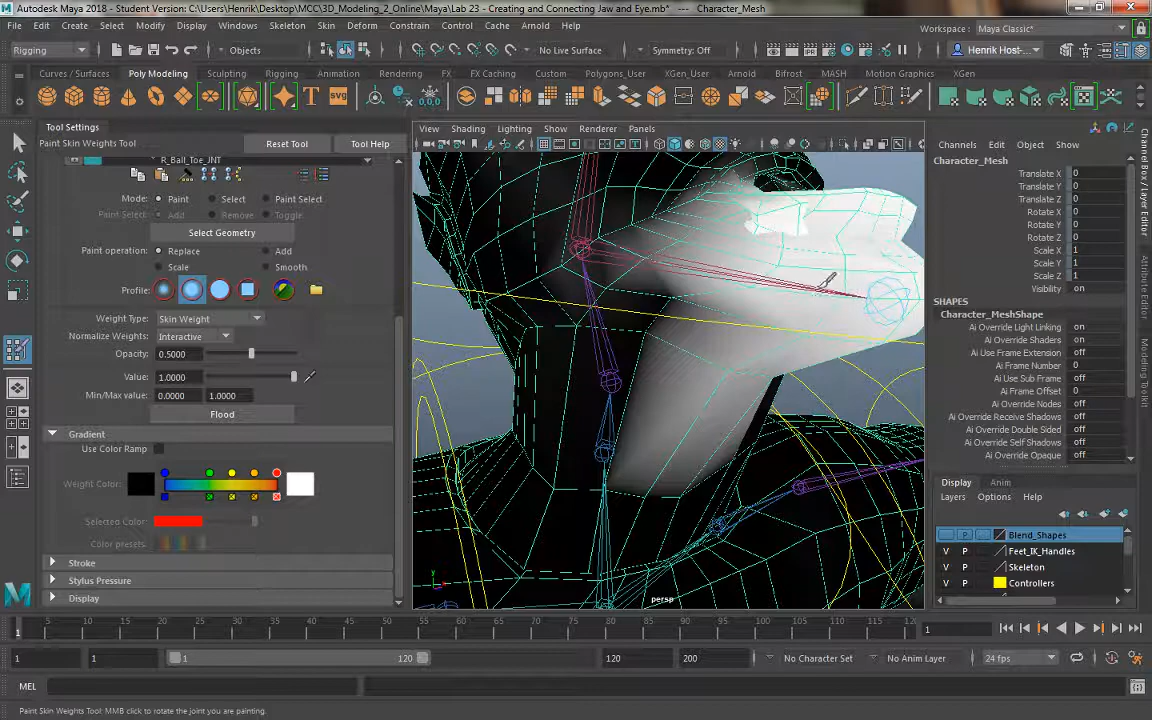 Autodesk Maya 2018 - Student Version: C:\Users\Henrik\Desktop\MCC\3D_Modeling_2_Online\Maya\Lab 23 - Creating and Connecting Jaw and Eye.mb* --- Character_Mesh
File Edit Create Select Modify Display Windows Skeleton Skin Deform Constrain Control Cache Arnold Help
Workspace : Maya Classic*
Rigging Objects No Live Surface Symmetry: Off Henrik Host-...
Curves / Surfaces Poly Modeling Sculpting Rigging Animation Rendering FX FX Caching Custom Polygons_User XGen_User Arnold Bifrost MASH Motion Graphics XGen
T SVG 0,0,0
Tool Settings
Paint Skin Weights Tool Reset Tool Tool Help
R_Ball_Toe_JNT
Mode: Paint Select Paint Select
Paint Select: Add Remove Toggle
Select Geometry
Paint operation: Replace Add
Scale Smooth
Profile:
Weight Type: Skin Weight
Normalize Weights: Interactive
Opacity: 0.5000
Value: 1.0000
Min/Max value: 0.0000 1.0000
Flood
Gradient
Use Color Ramp
Weight Color:
Selected Color:
Color presets:
Stroke
Stylus Pressure
Display
View Shading Lighting Show Renderer Panels
persp
Channels Edit Object Show
Character_Mesh
Translate X 0
Translate Y 0
Translate Z 0
Rotate X 0
Rotate Y 0
Rotate Z 0
Scale X 1
Scale Y 1
Scale Z 1
Visibility on
SHAPES
Character_MeshShape
Ai Override Light Linking on
Ai Override Shaders on
Ai Use Frame Extension off
Ai Frame Number 0
Ai Use Sub Frame off
Ai Frame Offset 0
Ai Override Nodes off
Ai Override Receive Shadows off
Ai Override Double Sided off
Ai Override Self Shadows off
Ai Override Opaque off
Display Anim
Layers Options Help
P Blend_Shapes
V P Feet_IK_Handles
V P Skeleton
V P Controllers
Channel Box / Layer Editor
Attribute Editor
Modeling Toolkit
5 10 15 20 25 30 35 40 45 50 55 60 65 70 75 80 85 90 95 100 105 110 115 120
1 1
1 1 1 120 120 200 No Character Set No Anim Layer 24 fps
MEL
Paint Skin Weights Tool: MMB click to rotate the joint you are painting.